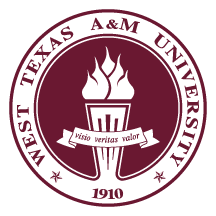 WEST TEXAS A&M UNIVERSITY
visio veritas valor
1910